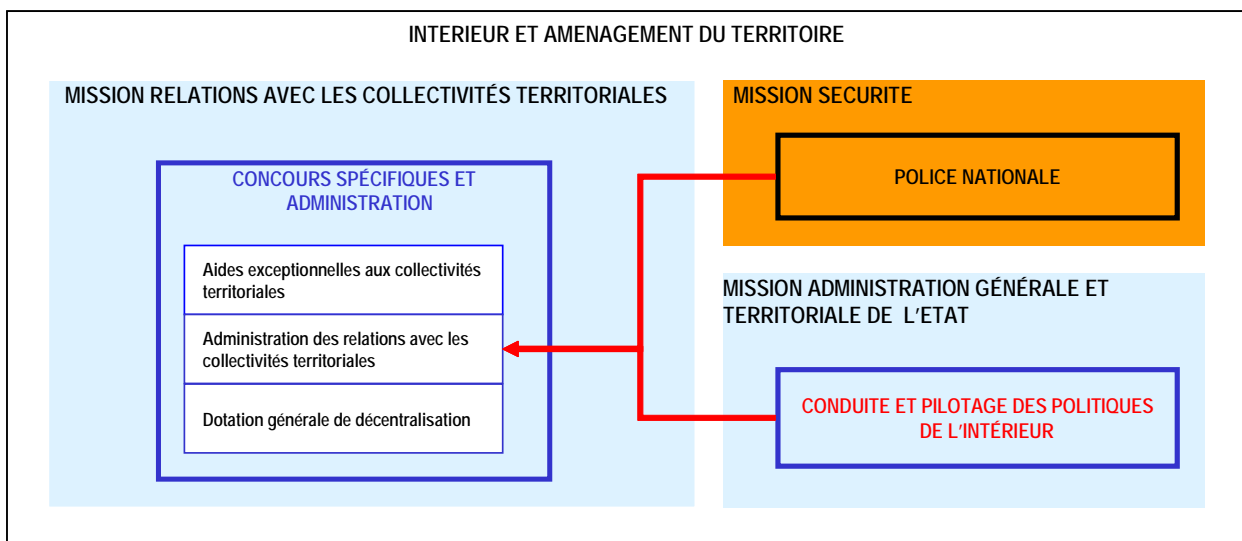 INTERIEUR ET AMENAGEMENT DU TERRITOIRE
MISSION RELATIONS AVEC LES COLLECTIVITÉS TERRITORIALES
CONCOURS SPÉCIFIQUES ET
ADMINISTRATION
Aides exceptionnelles aux collectivités
territoriales
Administration des relations avec les
collectivités territoriales
Dotation générale de décentralisation
MISSION SECURITE
POLICE NATIONALE
MISSION ADMINISTRATION GÉNÉRALE ET
TERRITORIALE DE L'ETAT
CONDUITE ET PILOTAGE DES POLITIQUES
DE L'INTÉRIEUR